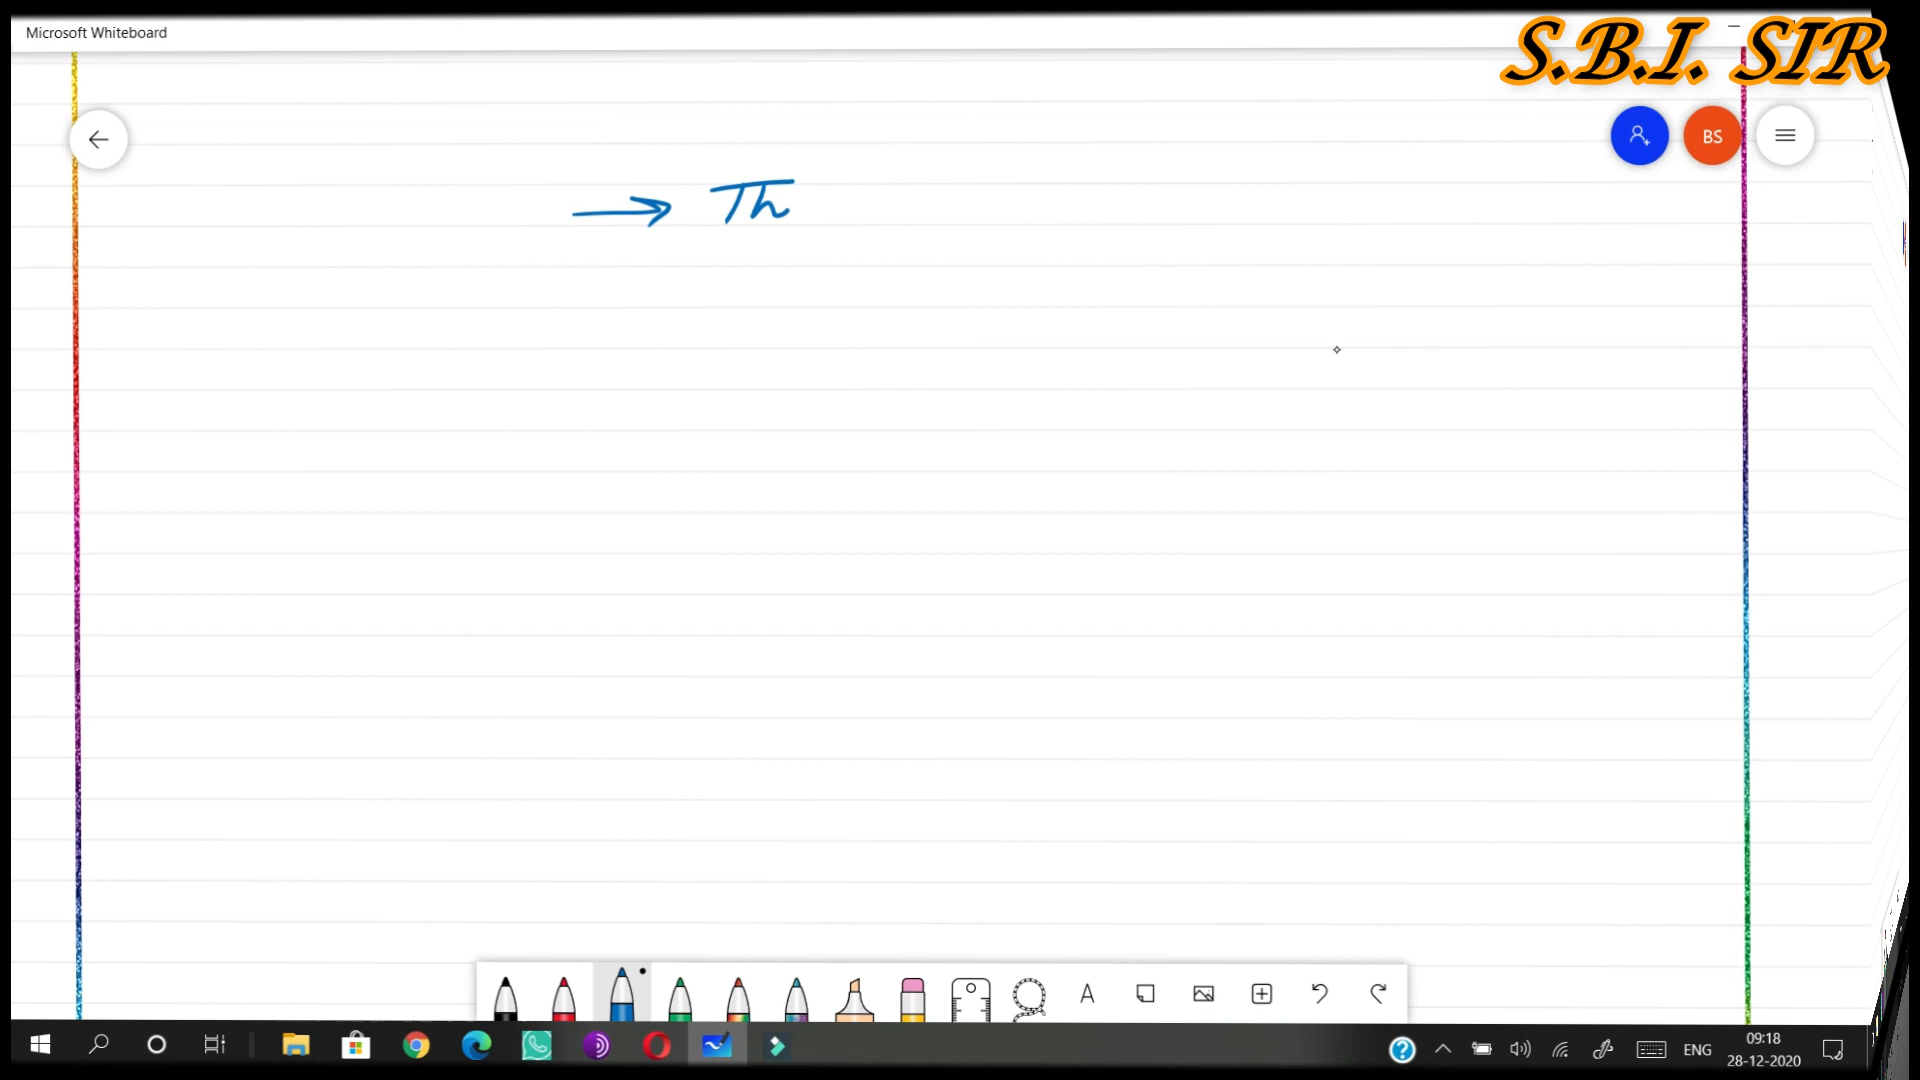 Microsoft Whiteboard
S.B.I. SIR
BS
→ Th
A
?
ENG
09:18
28-12-2020